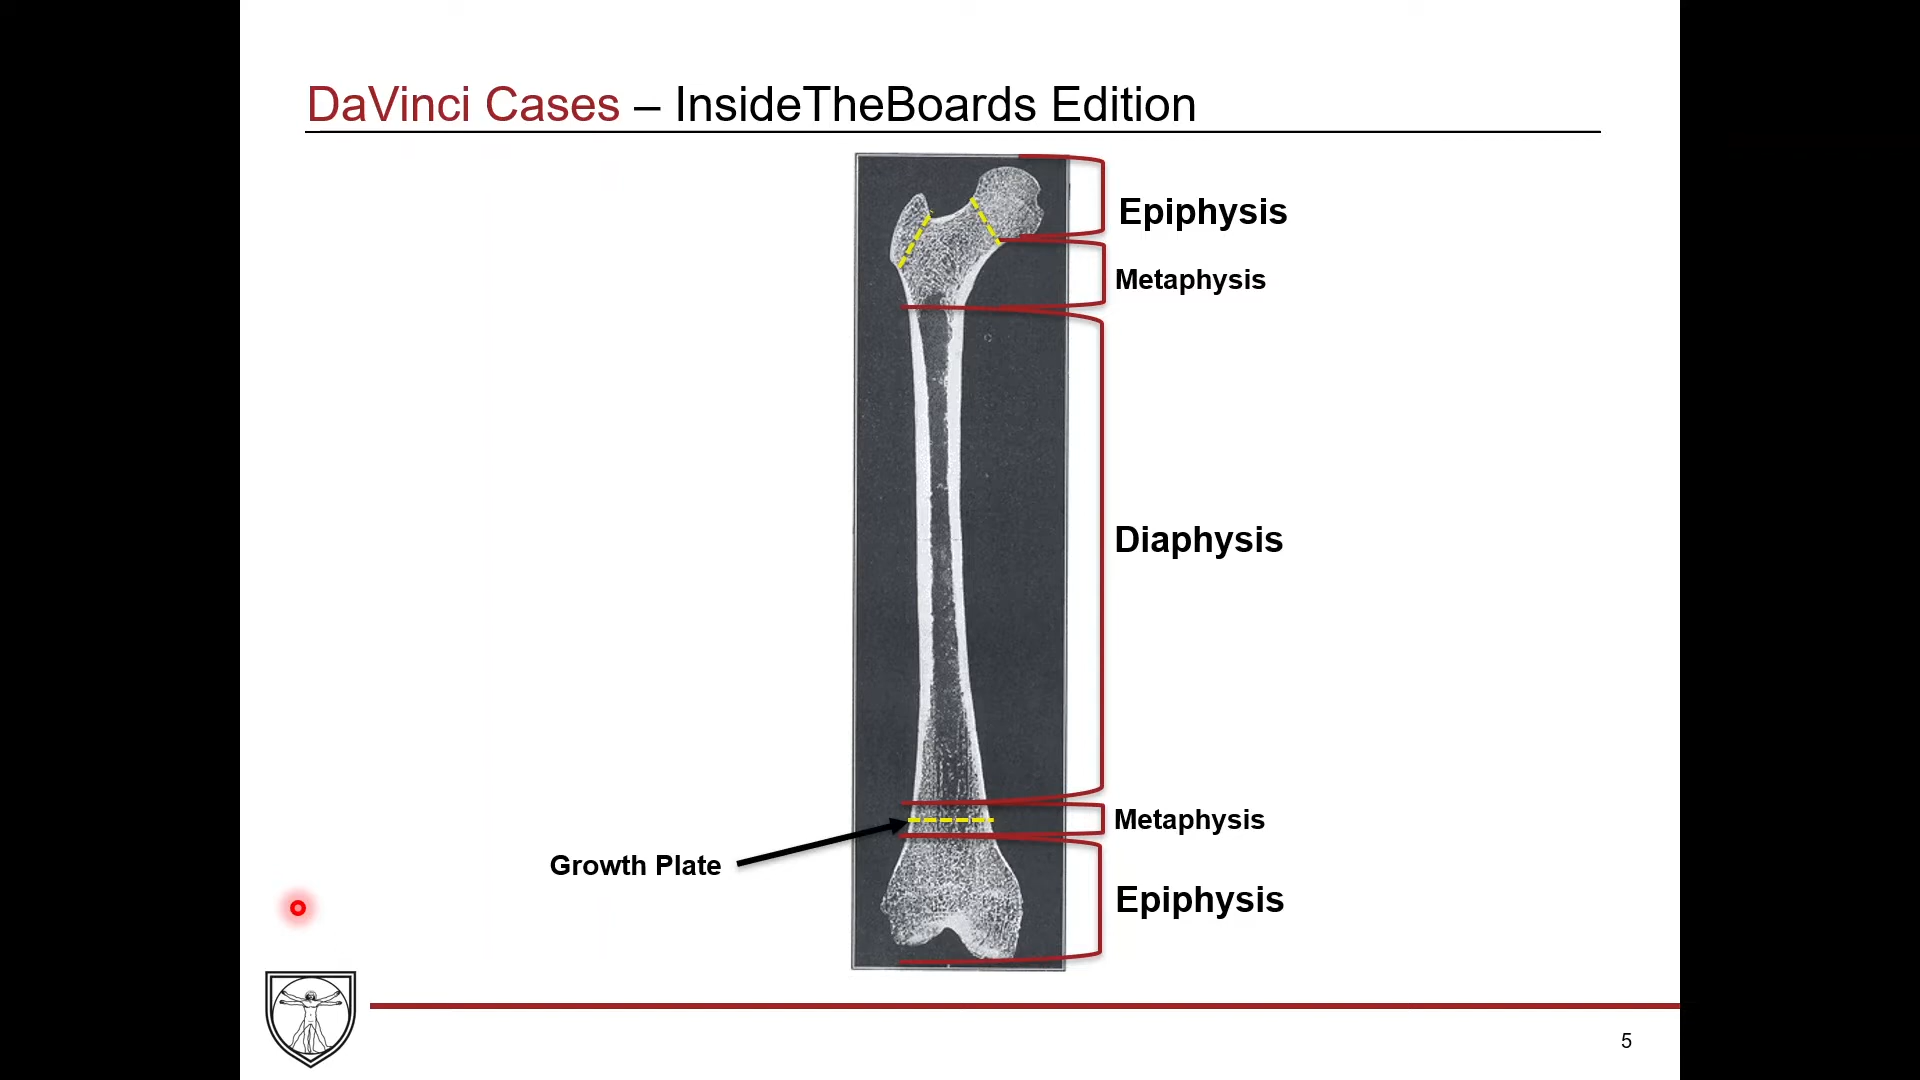 DaVinci Cases – InsideTheBoards Edition
Epiphysis
Metaphysis
Diaphysis
Metaphysis
Growth Plate
Epiphysis
5